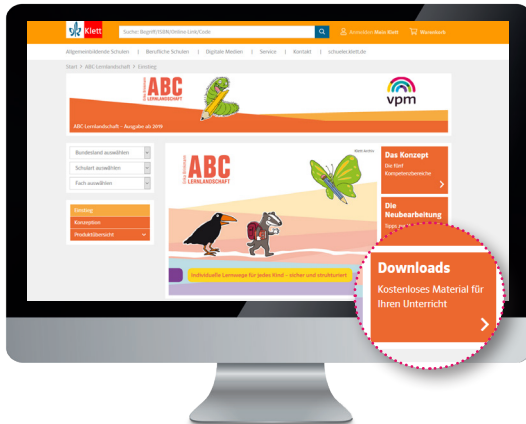 Klett
Suche: Begriff/ISBN/Online Link/Code
Anmelden Mein Klett
Warenkorb
Allgemeinbildende Schulen | Berufliche Schulen | Digitale Medien | Service | Kontakt | schueler.klett.de
Start > ABC Lernlandschaft > Einstieg
ABC
LERNLANDSCHAFT
vpm
ABC-Lernlandschaft – Ausgabe ab 2019
Bundesland auswählen
Schulart auswählen
Fach auswählen
Einstieg
Konzeption
Produktübersicht
ABC
LERNLANDSCHAFT
Individuelle Lernwege für jedes Kind – sicher und strukturiert
Das Konzept
Die fünf
Kompetenzbereiche
Die
Neubearbeitung
Downloads
Kostenloses Material für
Ihren Unterricht